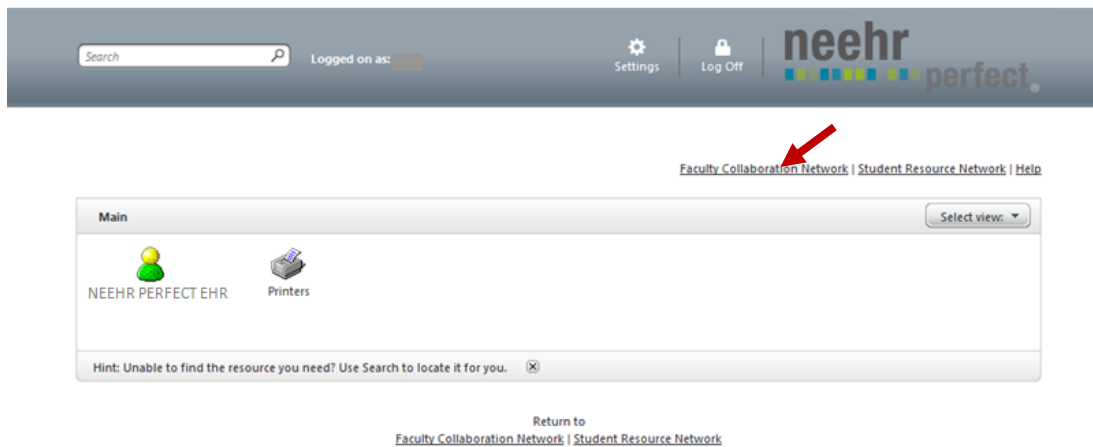 neehr
Search Logged on as: Settings Log Off
perfect®
Faculty Collaboration Network | Student Resource Network | Help
Main Select view:
NEEHR PERFECT EHR Printers
Hint: Unable to find the resource you need? Use Search to locate it for you.
Return to
Faculty Collaboration Network | Student Resource Network